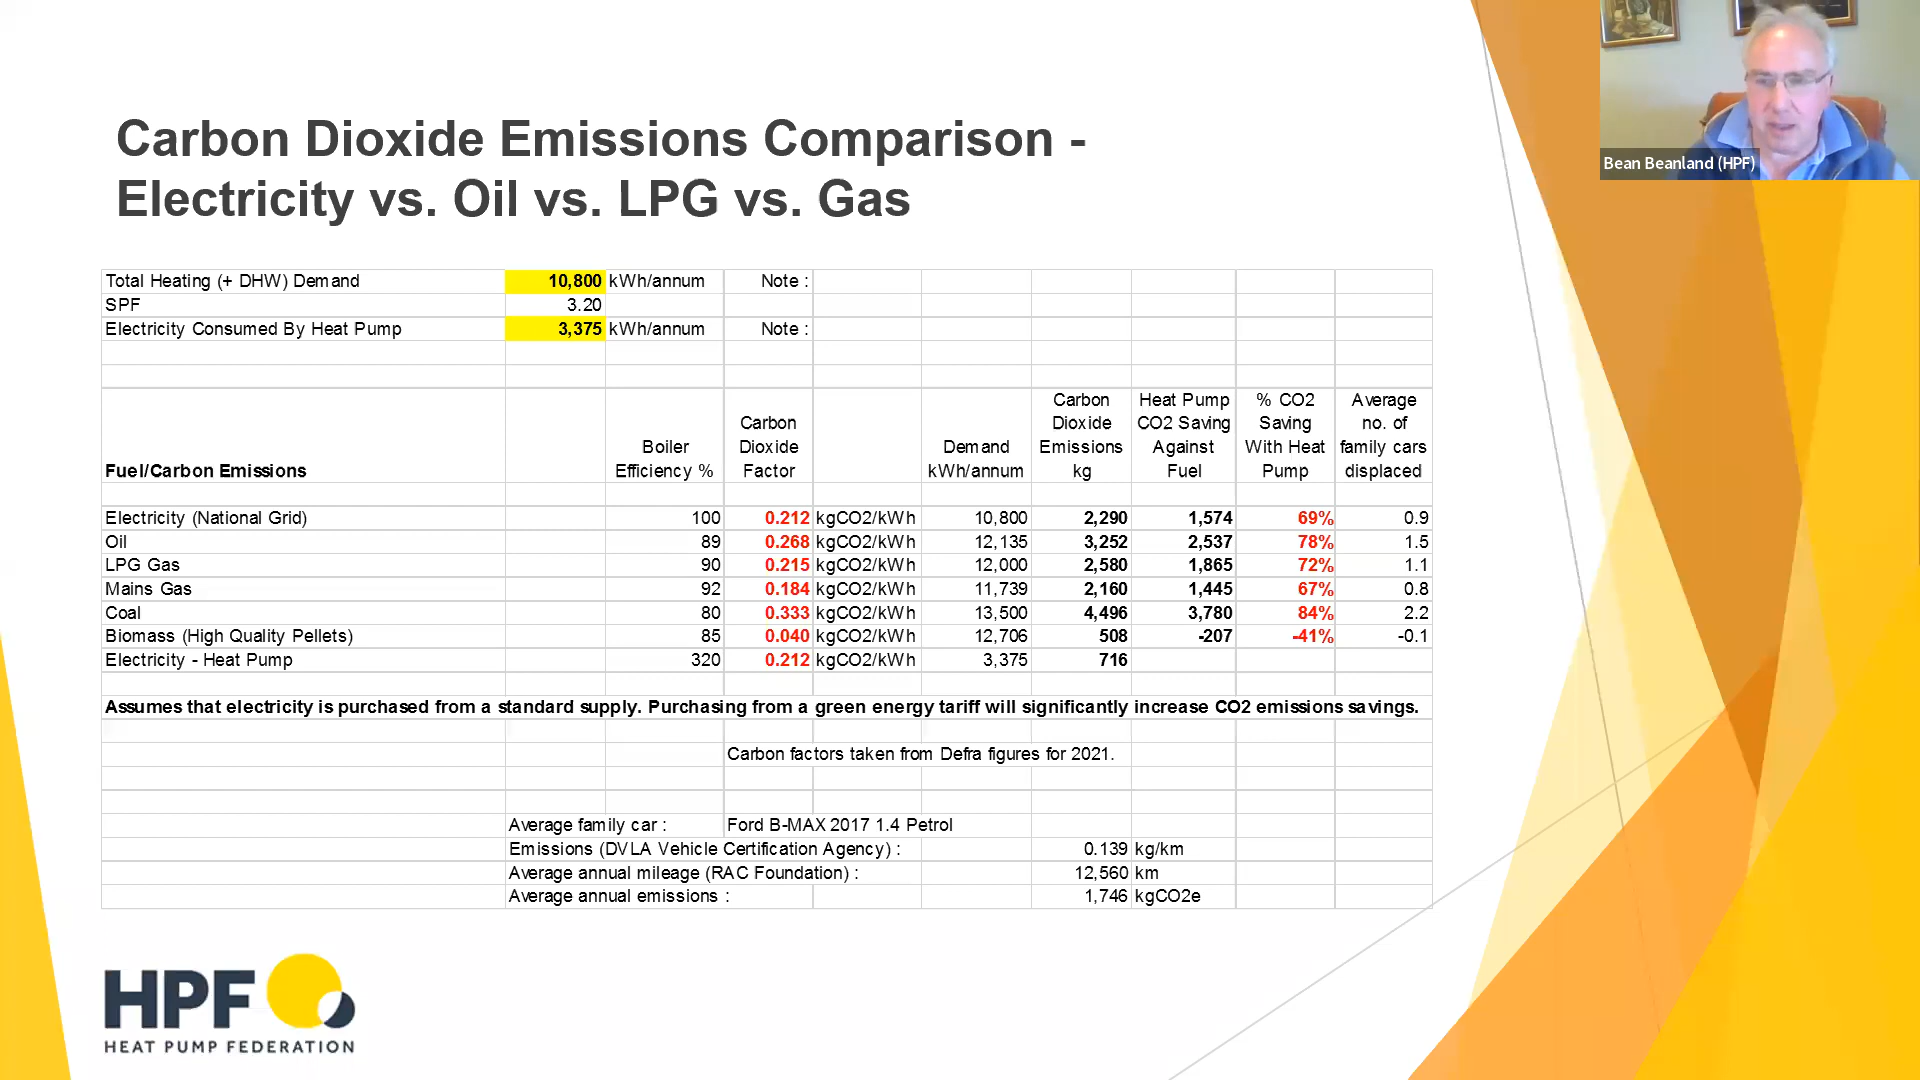 Bean Beanland (HPF)
Carbon Dioxide Emissions Comparison -
Electricity vs. Oil vs. LPG vs. Gas
Total Heating (+ DHW) Demand 10,800 kWh/annum Note :
SPF 3.20
Electricity Consumed By Heat Pump 3,375 kWh/annum Note :
Fuel/Carbon Emissions Boiler Efficiency % Carbon Dioxide Factor Demand kWh/annum Carbon Dioxide Emissions kg Heat Pump CO2 Saving Against Fuel % CO2 Saving With Heat Pump Average no. of family cars displaced
Electricity (National Grid) 100 0.212 kgCO2/kWh 10,800 2,290 1,574 69% 0.9
Oil 89 0.268 kgCO2/kWh 12,135 3,252 2,537 78% 1.5
LPG Gas 90 0.215 kgCO2/kWh 12,000 2,580 1,865 72% 1.1
Mains Gas 92 0.184 kgCO2/kWh 11,739 2,160 1,445 67% 0.8
Coal 80 0.333 kgCO2/kWh 13,500 4,496 3,780 84% 2.2
Biomass (High Quality Pellets) 85 0.040 kgCO2/kWh 12,706 508 -207 -41% -0.1
Electricity - Heat Pump 320 0.212 kgCO2/kWh 3,375 716
Assumes that electricity is purchased from a standard supply. Purchasing from a green energy tariff will significantly increase CO2 emissions savings.
Carbon factors taken from Defra figures for 2021.
Average family car : Ford B-MAX 2017 1.4 Petrol
Emissions (DVLA Vehicle Certification Agency) : 0.139 kg/km
Average annual mileage (RAC Foundation) : 12,560 km
Average annual emissions : 1,746 kgCO2e
HPF
HEAT PUMP FEDERATION